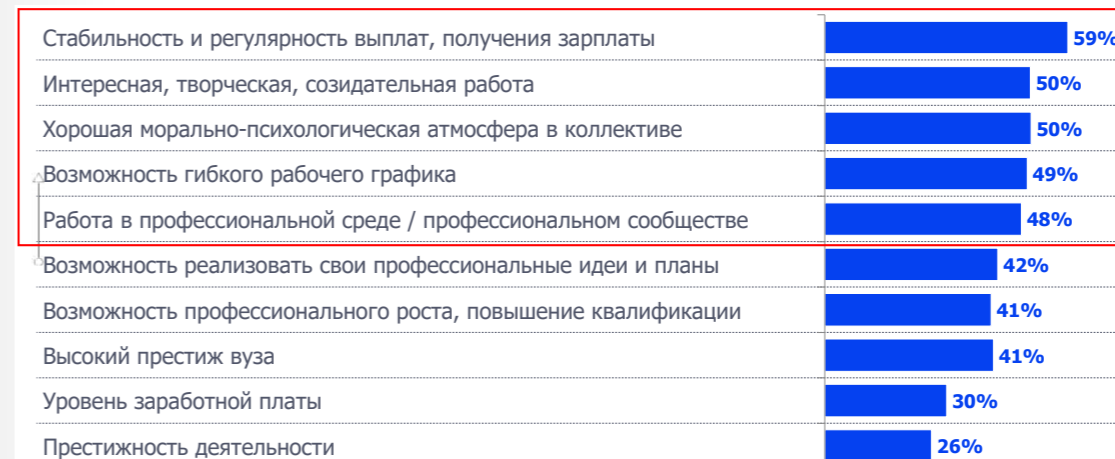 Стабильность и регулярность выплат, получения зарплаты 59%
Интересная, творческая, созидательная работа 50%
Хорошая морально-психологическая атмосфера в коллективе 50%
Возможность гибкого рабочего графика 49%
Работа в профессиональной среде / профессиональном сообществе 48%
Возможность реализовать свои профессиональные идеи и планы 42%
Возможность профессионального роста, повышение квалификации 41%
Высокий престиж вуза 41%
Уровень заработной платы 30%
Престижность деятельности 26%